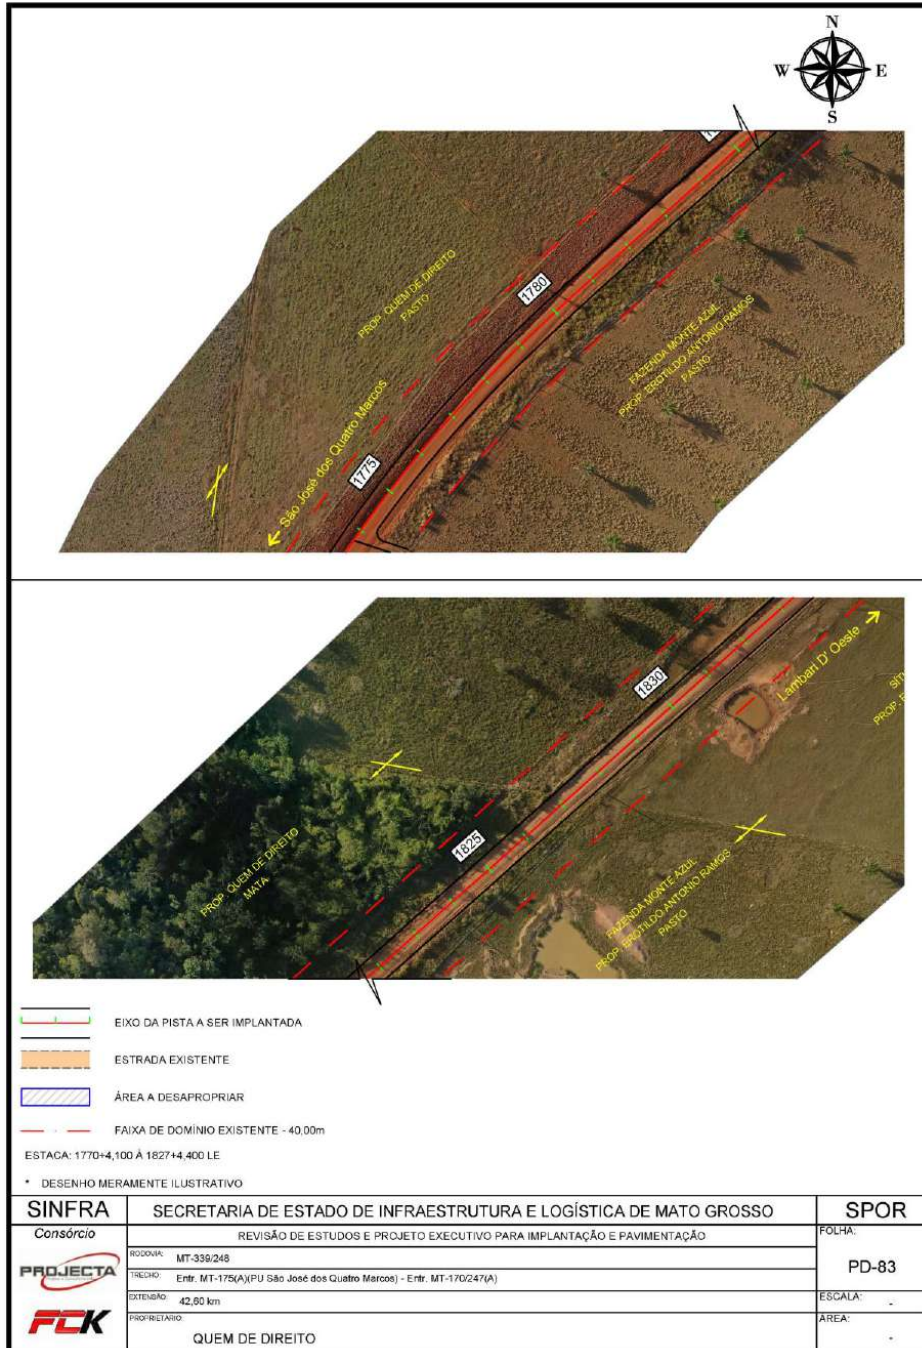 N
W E
S
1780
PROP. QUEM DE DIREITO
PASTO
FAZENDA MONTE AZUL
PROP. EROTILDO ANTONIO RAMOS
PASTO
1775
São José dos Quatro Marcos
Lambari D' Oeste
1830
PROP.
1825
PROP. QUEM DE DIREITO
MATA
FAZENDA MONTE AZUL
PROP. EROTILDO ANTONIO RAMOS
PASTO
EIXO DA PISTA A SER IMPLANTADA
ESTRADA EXISTENTE
ÁREA A DESAPROPRIAR
FAIXA DE DOMÍNIO EXISTENTE - 40,00m
ESTACA: 1770+4,100 À 1827+4,400 LE
* DESENHO MERAMENTE ILUSTRATIVO
SINFRA
SECRETARIA DE ESTADO DE INFRAESTRUTURA E LOGÍSTICA DE MATO GROSSO
SPOR
Consórcio
REVISÃO DE ESTUDOS E PROJETO EXECUTIVO PARA IMPLANTAÇÃO E PAVIMENTAÇÃO
FOLHA:
PD-83
PROJECTA
RODOVIA: MT-339/248
TRECHO: Entr. MT-175(A)(PU São José dos Quatro Marcos) - Entr. MT-170/247(A)
EXTENSÃO: 42,60 km
ESCALA: -
FCK
PROPRIETÁRIO:
QUEM DE DIREITO
ÁREA:
-